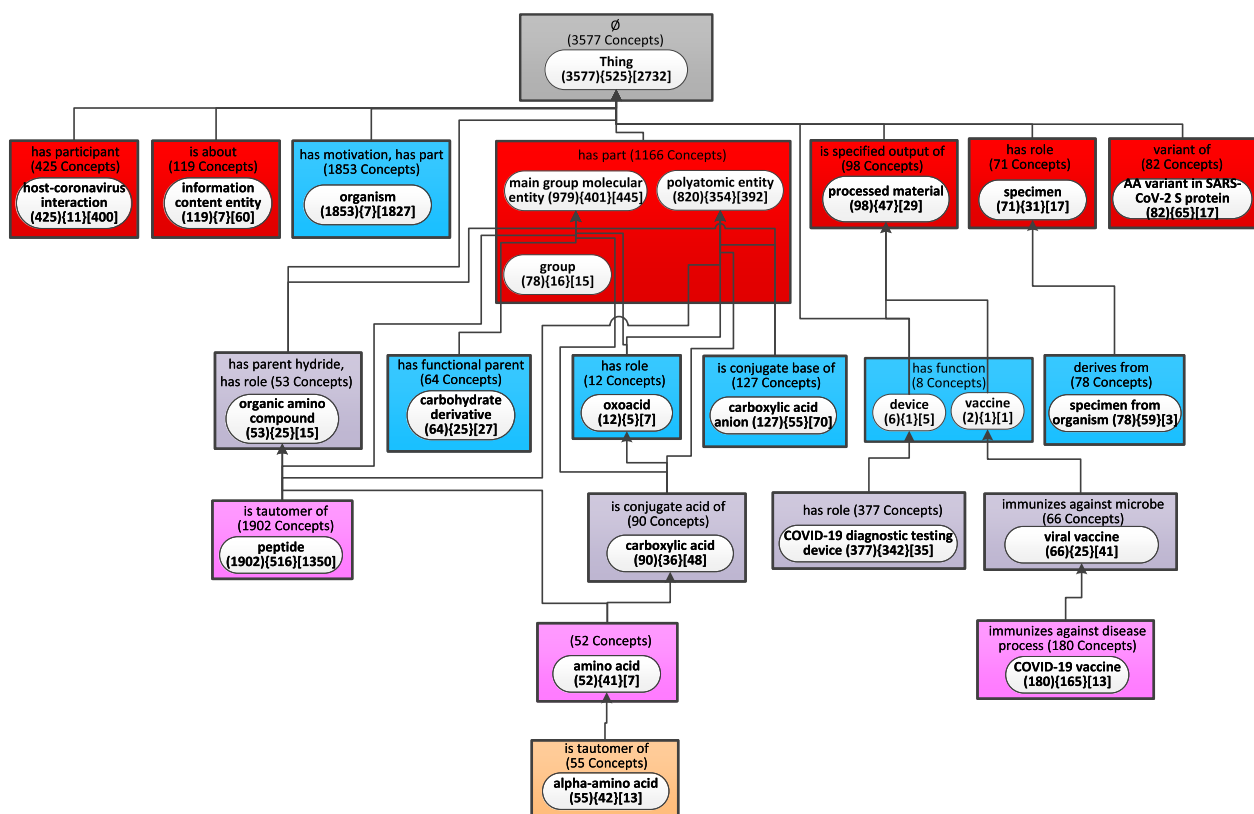 Ø
(3577 Concepts)
Thing
(3577){525}[2732]
has participant
(425 Concepts)
host-coronavirus
interaction
(425){11}[400]
is about
(119 Concepts)
information
content entity
(119){7}[60]
has motivation, has part
(1853 Concepts)
organism
(1853){7}[1827]
has part (1166 Concepts)
main group molecular
entity (979){401}[445]
polyatomic entity
(820){354}[392]
group
(78){16}[15]
is specified output of
(98 Concepts)
processed material
(98){47}[29]
has role
(71 Concepts)
specimen
(71){31}[17]
variant of
(82 Concepts)
AA variant in SARS-
CoV-2 S protein
(82){65}[17]
has parent hydride,
has role (53 Concepts)
organic amino
compound
(53){25}[15]
has functional parent
(64 Concepts)
carbohydrate
derivative
(64){25}[27]
has role
(12 Concepts)
oxoacid
(12){5}[7]
is conjugate base of
(127 Concepts)
carboxylic acid
anion (127){55}[70]
has function
(8 Concepts)
device
(6){1}[5]
vaccine
(2){1}[1]
derives from
(78 Concepts)
specimen from
organism (78){59}[3]
is tautomer of
(1902 Concepts)
peptide
(1902){516}[1350]
is conjugate acid of
(90 Concepts)
carboxylic acid
(90){36}[48]
has role (377 Concepts)
COVID-19 diagnostic testing
device (377){342}[35]
immunizes against microbe
(66 Concepts)
viral vaccine
(66){25}[41]
(52 Concepts)
amino acid
(52){41}[7]
immunizes against disease
process (180 Concepts)
COVID-19 vaccine
(180){165}[13]
is tautomer of
(55 Concepts)
alpha-amino acid
(55){42}[13]